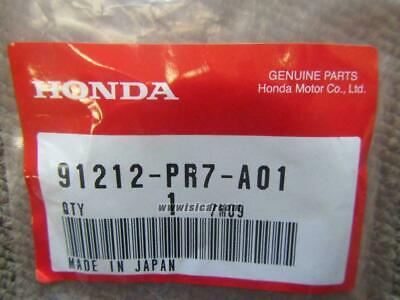 HONDA
GENUINE PARTS
Honda Motor Co., Ltd.
91212-PR7-A01
QTY 1
MADE IN JAPAN